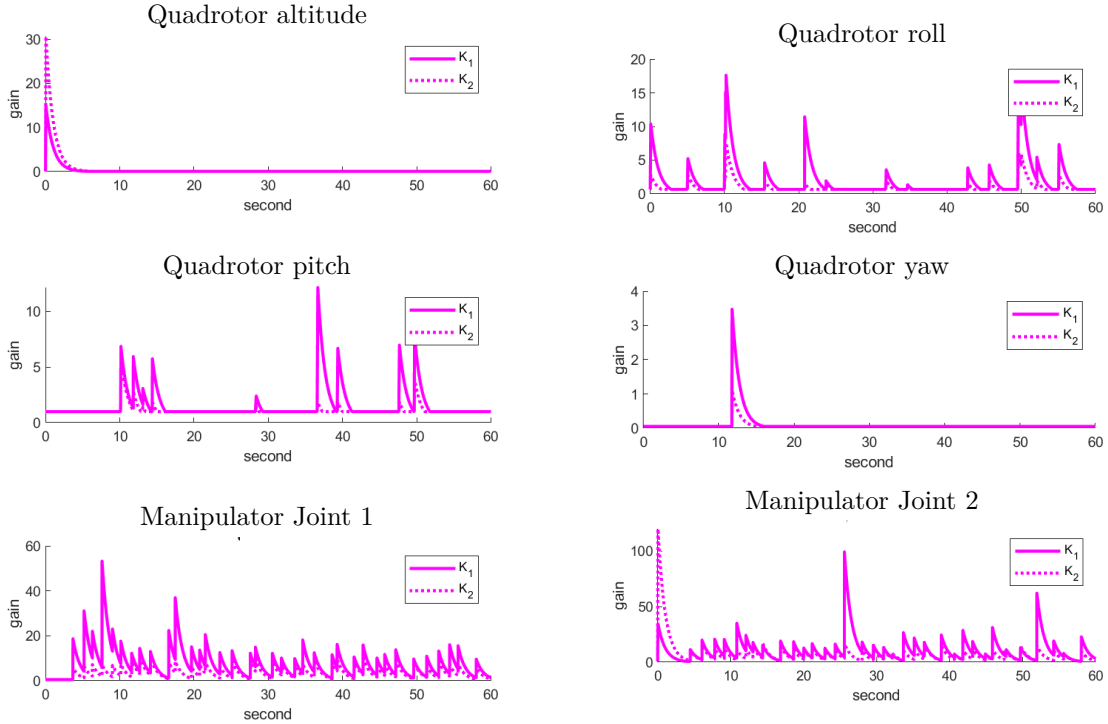 Quadrotor altitude
30
20
10
0
gain
0 10 20 30 40 50 60
second
K1
K2
Quadrotor roll
20
15
10
5
0
gain
0 10 20 30 40 50 60
second
K1
K2
Quadrotor pitch
10
5
0
gain
0 10 20 30 40 50 60
second
K1
K2
Quadrotor yaw
4
3
2
1
0
gain
0 10 20 30 40 50 60
second
K1
K2
Manipulator Joint 1
60
40
20
0
gain
0 10 20 30 40 50 60
second
K1
K2
Manipulator Joint 2
100
50
0
gain
0 10 20 30 40 50 60
second
K1
K2